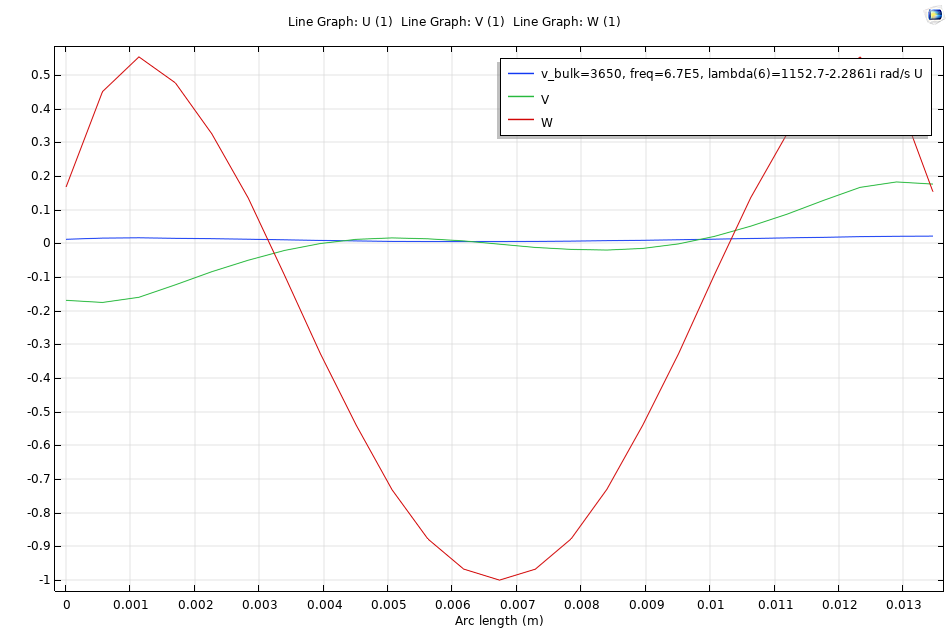 Line Graph: U (1) Line Graph: V (1) Line Graph: W (1)
v_bulk=3650, freq=6.7E5, lambda(6)=1152.7-2.2861i rad/s U
V
W
0.5
0.4
0.3
0.2
0.1
0
-0.1
-0.2
-0.3
-0.4
-0.5
-0.6
-0.7
-0.8
-0.9
-1
0 0.001 0.002 0.003 0.004 0.005 0.006 0.007 0.008 0.009 0.01 0.011 0.012 0.013
Arc length (m)